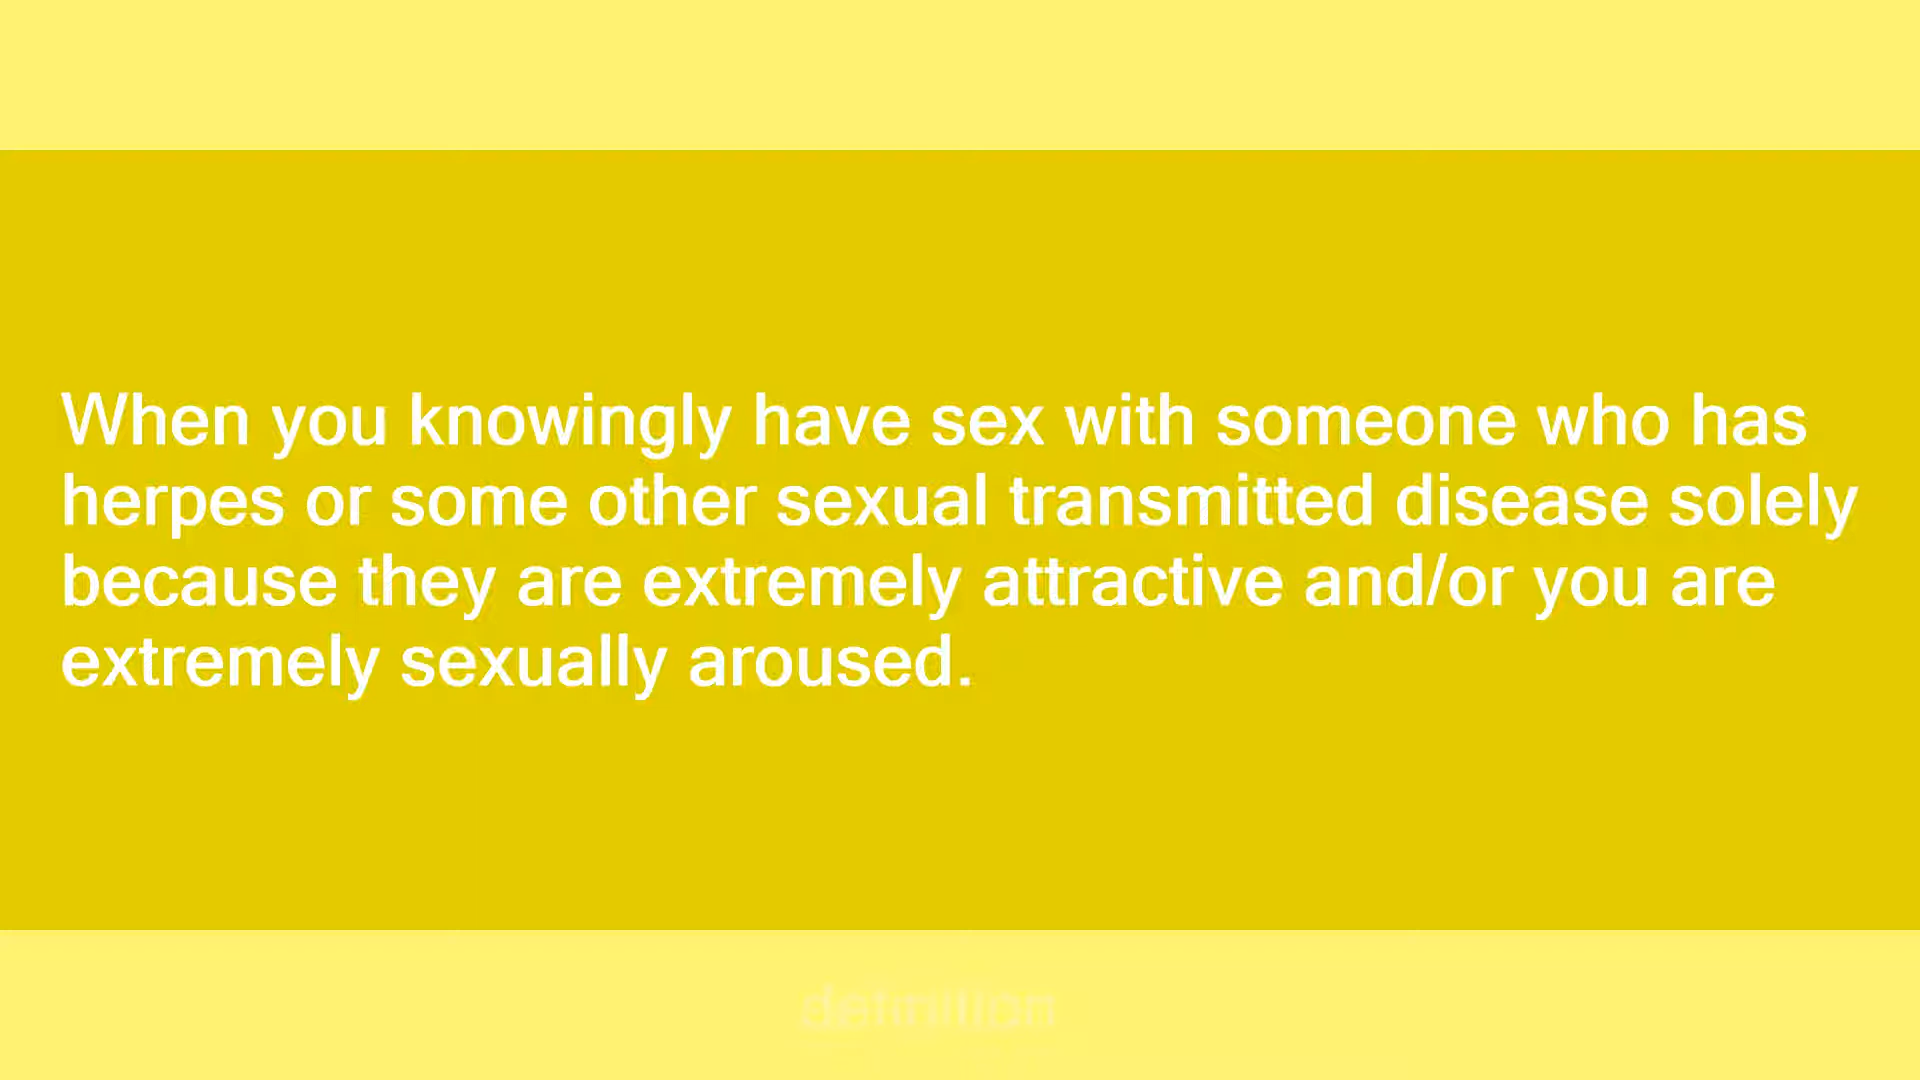 When you knowingly have sex with someone who has
herpes or some other sexual transmitted disease solely
because they are extremely attractive and/or you are
extremely sexually aroused.
definition